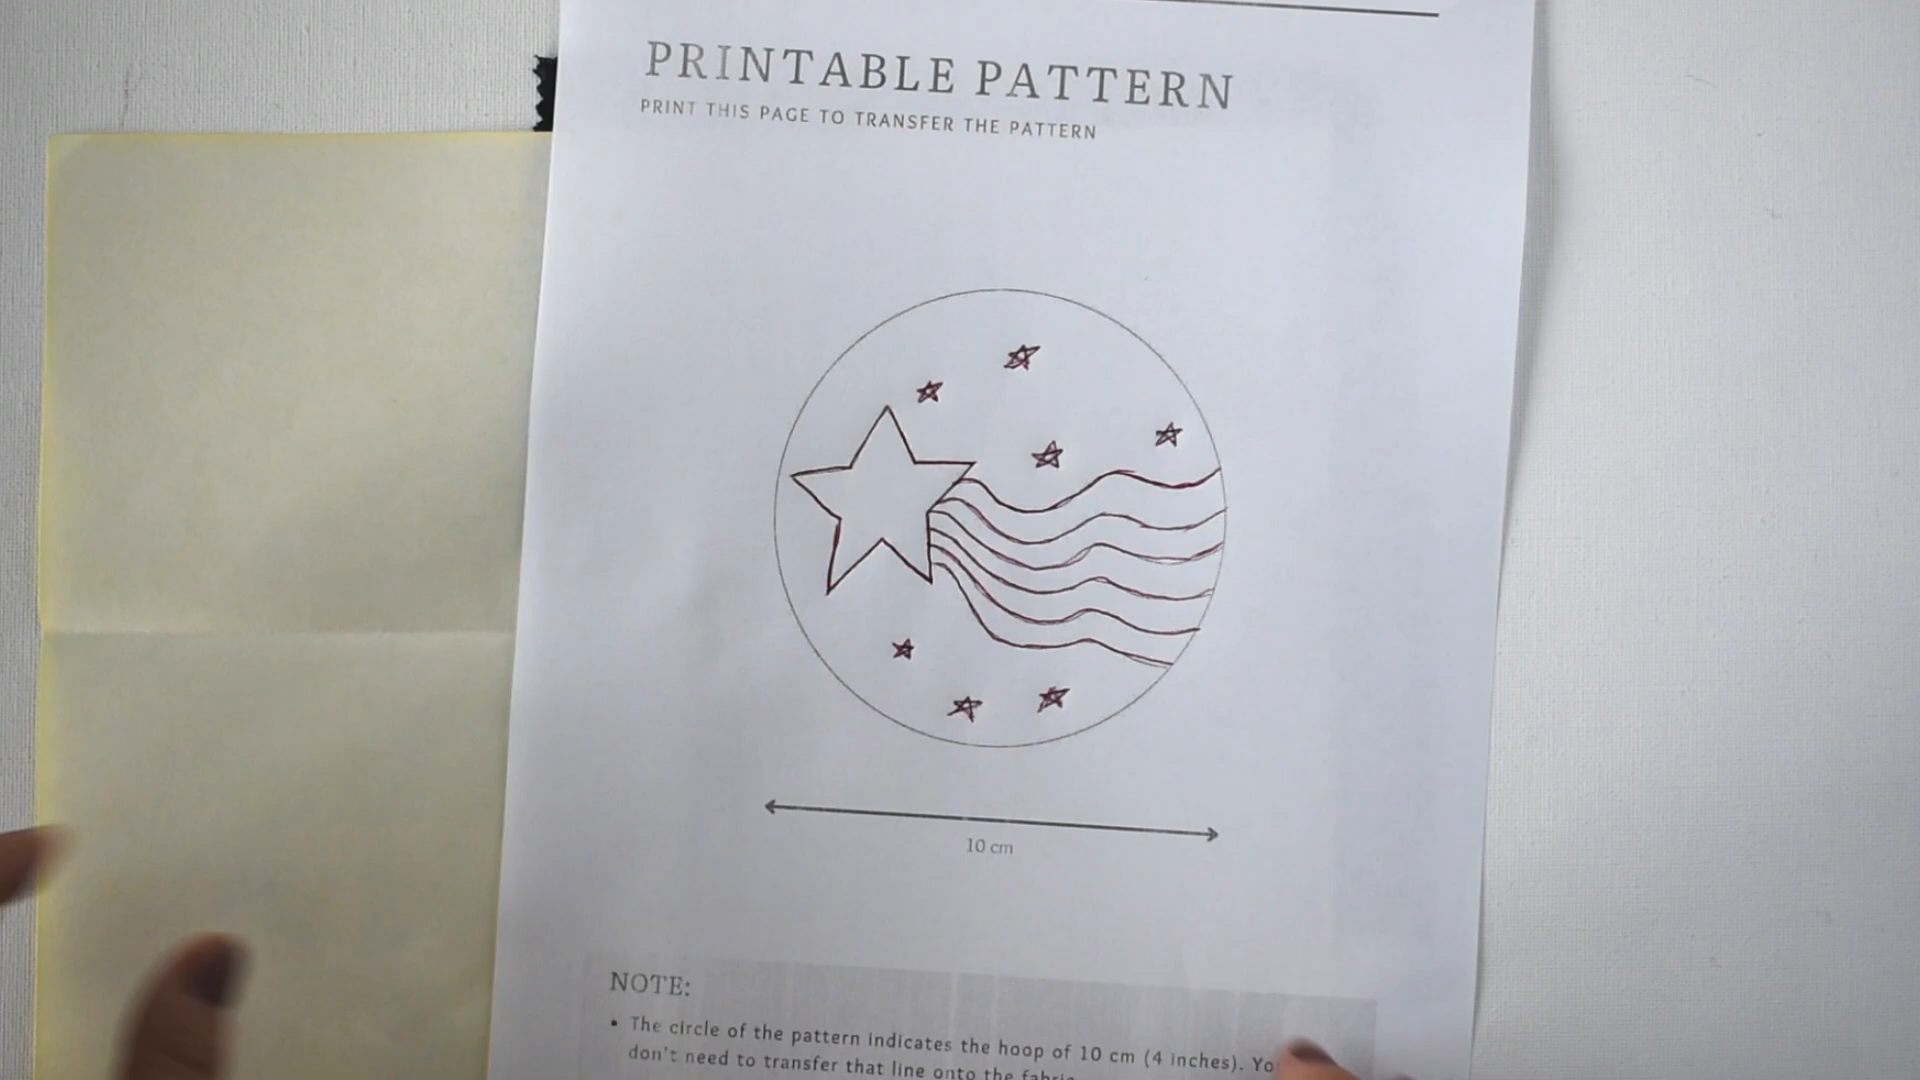 PRINTABLE PATTERN
PRINT THIS PAGE TO TRANSFER THE PATTERN
10 cm
NOTE:
• The circle of the pattern indicates the hoop of 10 cm (4 inches). Yo
don't need to transfer that line onto the fabric